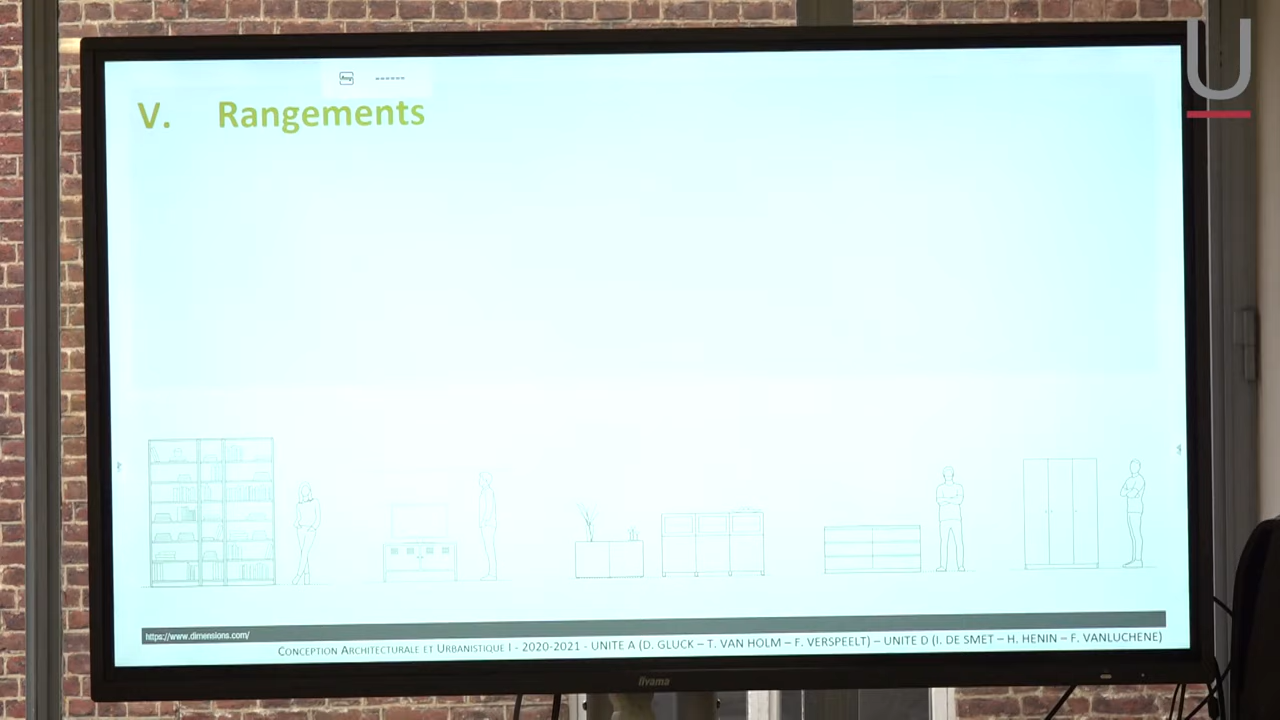 U
V. Rangements
https://www.dimensions.com/
CONCEPTION ARCHITECTURALE ET URBANISTIQUE I - 2020-2021 - UNITE A (D. GLUCK – T. VAN HOLM – F. VERSPEELT) – UNITE D (I. DE SMET – H. HENIN – F. VANLUCHENE)
iiyama